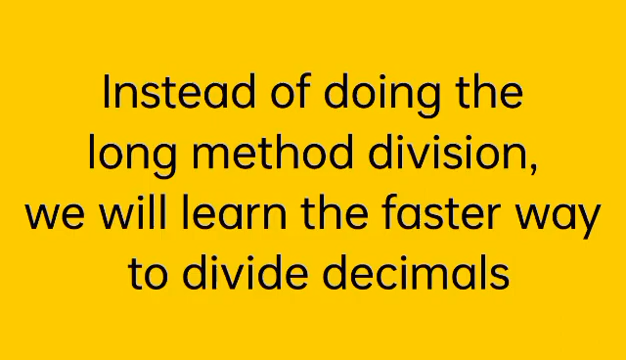 Instead of doing the
long method division,
we will learn the faster way
to divide decimals